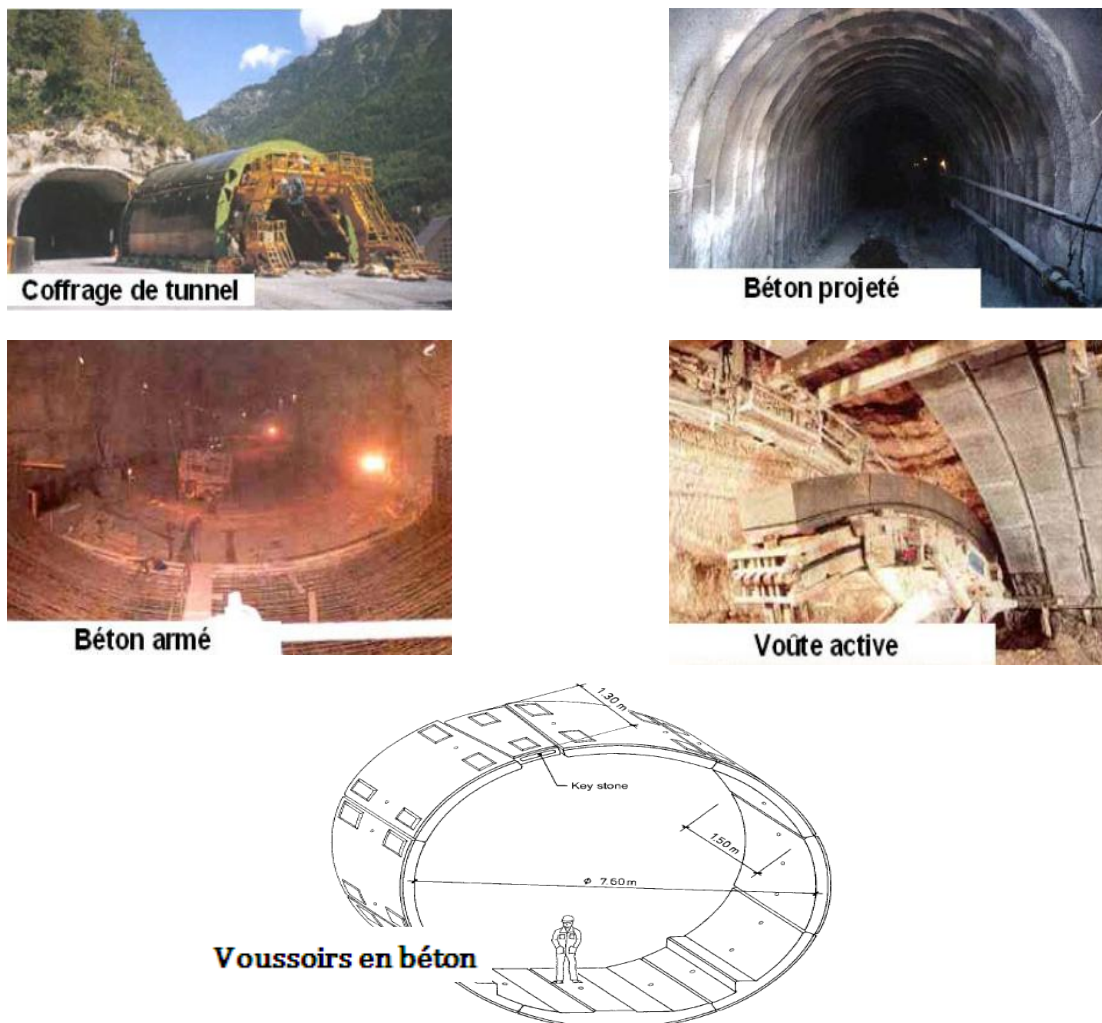 Coffrage de tunnel
Béton projeté
Béton armé
Voûte active
1.30 m
Key stone
1.50 m
ø 7.60 m
Voussoirs en béton